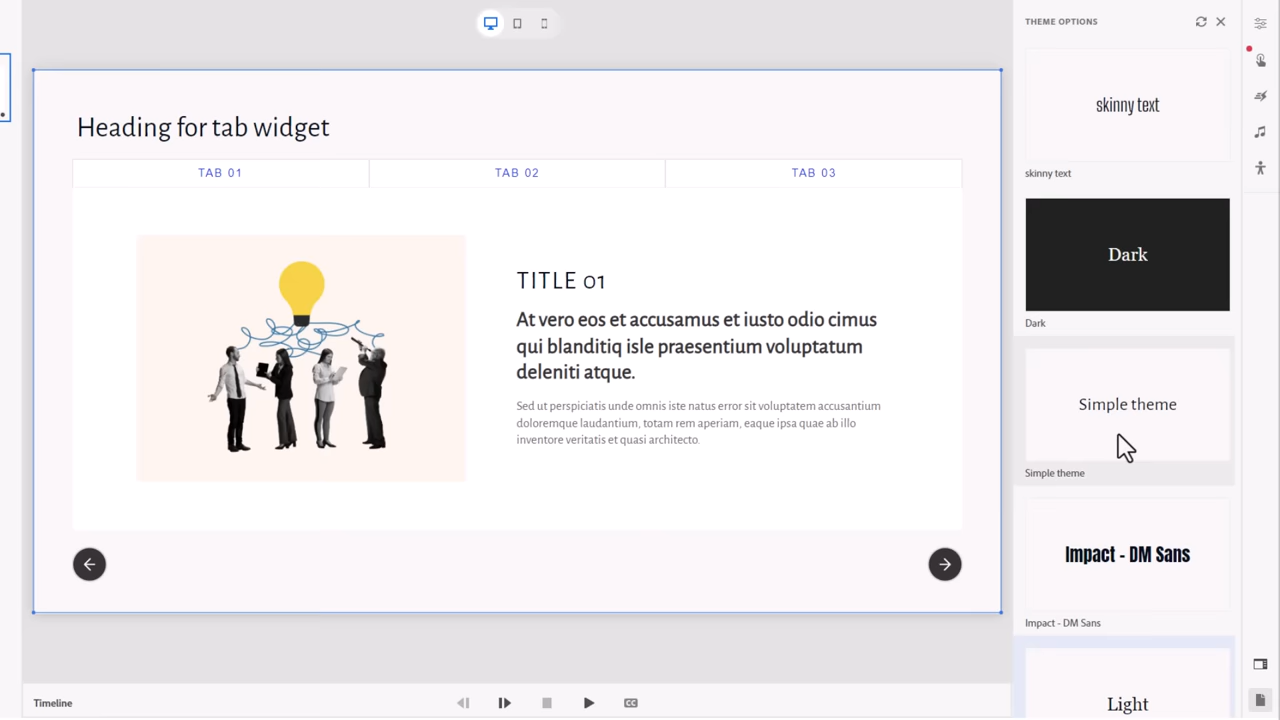 THEME OPTIONS
skinny text
skinny text
Dark
Dark
Simple theme
Simple theme
Impact - DM Sans
Impact - DM Sans
Light
Heading for tab widget
TAB 01
TAB 02
TAB 03
TITLE 01
At vero eos et accusamus et iusto odio cimus
qui blanditiq isle praesentium voluptatum
deleniti atque.
Sed ut perspiciatis unde omnis iste natus error sit voluptatem accusantium
doloremque laudantium, totam rem aperiam, eaque ipsa quae ab illo
inventore veritatis et quasi architecto.
Timeline
CC